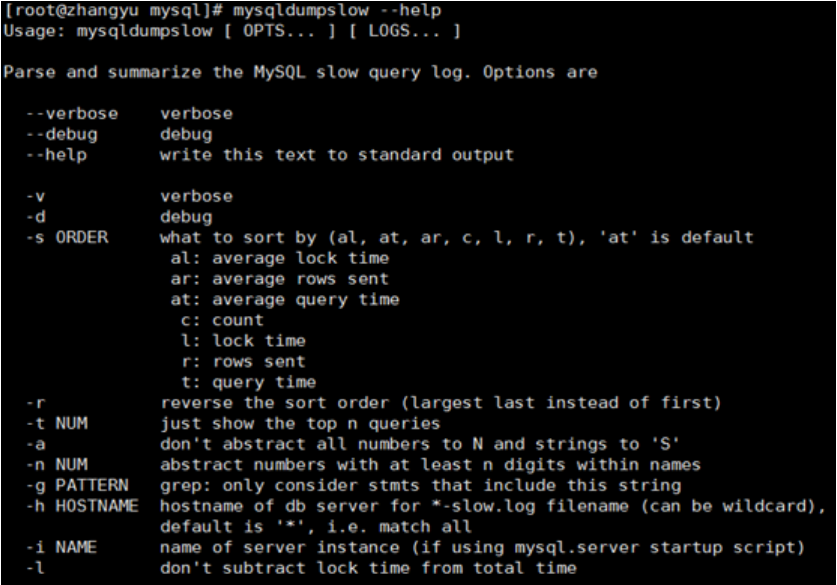 [root@zhangyu mysql]# mysqldumpslow --help
Usage: mysqldumpslow [ OPTS... ] [ LOGS... ]

Parse and summarize the MySQL slow query log. Options are

  --verbose    verbose
  --debug      debug
  --help       write this text to standard output

  -v           verbose
  -d           debug
  -s ORDER     what to sort by (al, at, ar, c, l, r, t), 'at' is default
                al: average lock time
                ar: average rows sent
                at: average query time
                 c: count
                 l: lock time
                 r: rows sent
                 t: query time
  -r           reverse the sort order (largest last instead of first)
  -t NUM       just show the top n queries
  -a           don't abstract all numbers to N and strings to 'S'
  -n NUM       abstract numbers with at least n digits within names
  -g PATTERN   grep: only consider stmts that include this string
  -h HOSTNAME  hostname of db server for *-slow.log filename (can be wildcard),
               default is '*', i.e. match all
  -i NAME      name of server instance (if using mysql.server startup script)
  -l           don't subtract lock time from total time